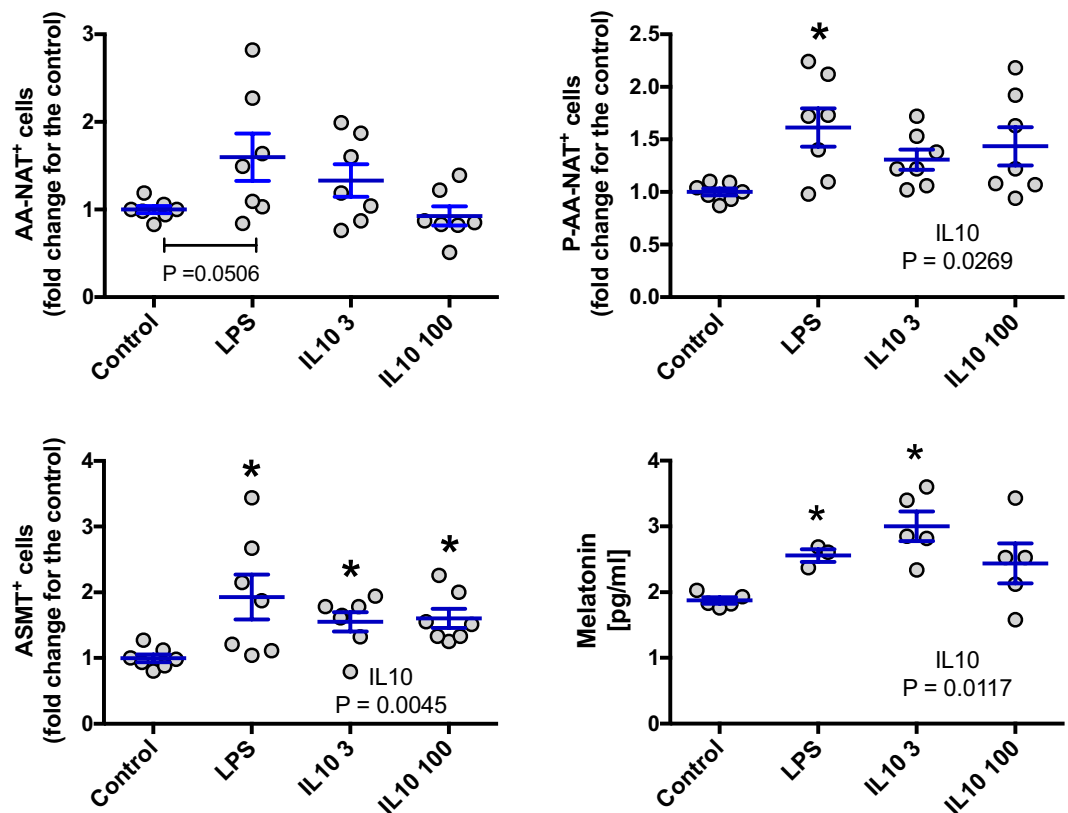 AA-NAT+ cells
(fold change for the control)
3
2
1
0
P =0.0506
Control
LPS
IL10 3
IL10 100
P-AA-NAT+ cells
(fold change for the control)
2.5
2.0
1.5
1.0
0.5
0.0
*
IL10
P = 0.0269
Control
LPS
IL10 3
IL10 100
ASMT+ cells
(fold change for the control)
4
3
2
1
0
*
*
*
IL10
P = 0.0045
Control
LPS
IL10 3
IL10 100
Melatonin
[pg/ml]
4
3
2
1
0
*
*
IL10
P = 0.0117
Control
LPS
IL10 3
IL10 100